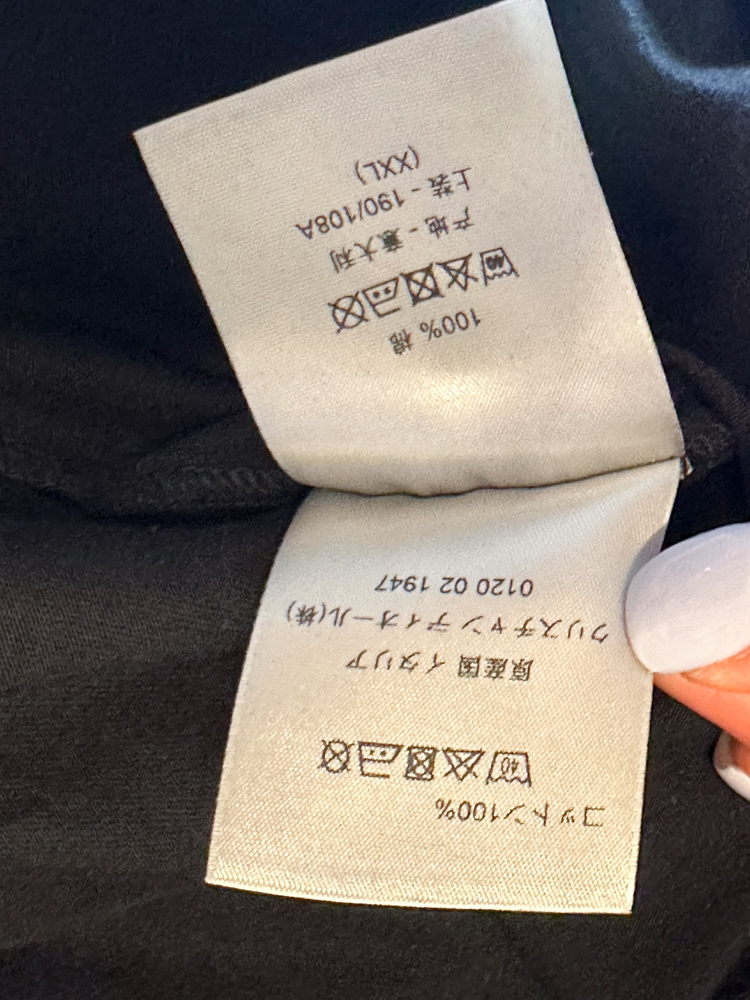 コットン100%
40
原産国 イタリア
クリスチャン ディオール(株)
0120 02 1947
100% 棉
40
产地 - 意大利
上装 - 190/108A
(XXL)